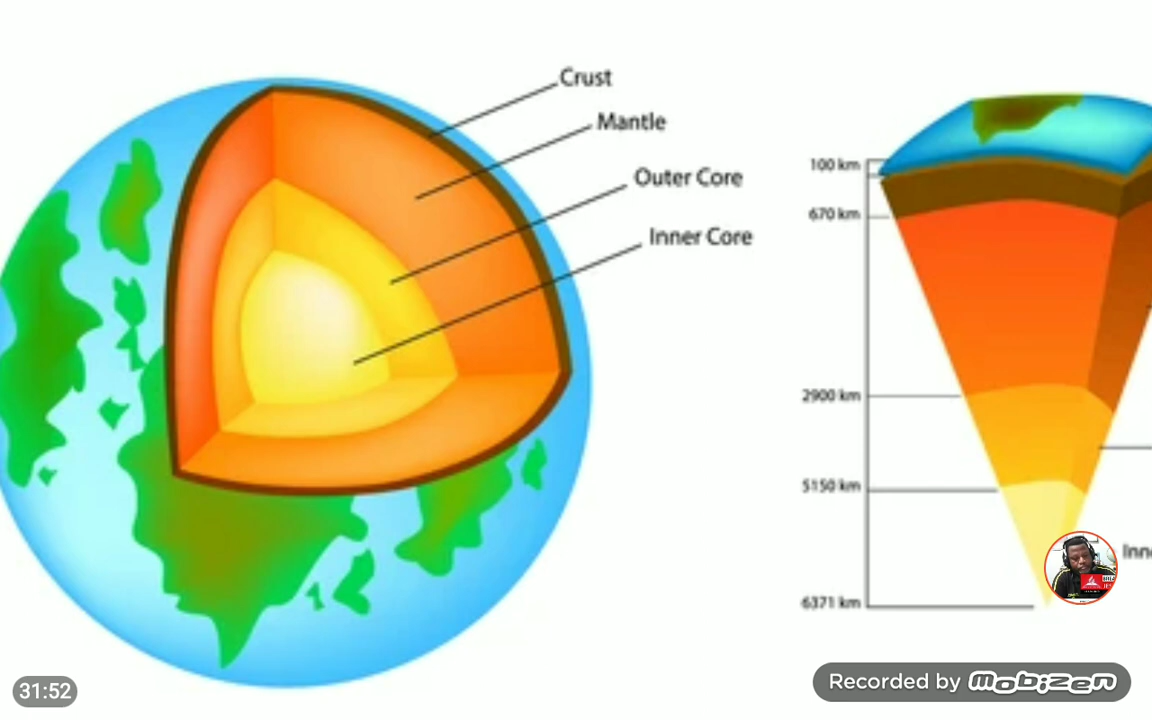 Crust
Mantle
Outer Core
Inner Core
100 km
670 km
2900 km
5150 km
6371 km
Inne
31:52
Recorded by mobizen